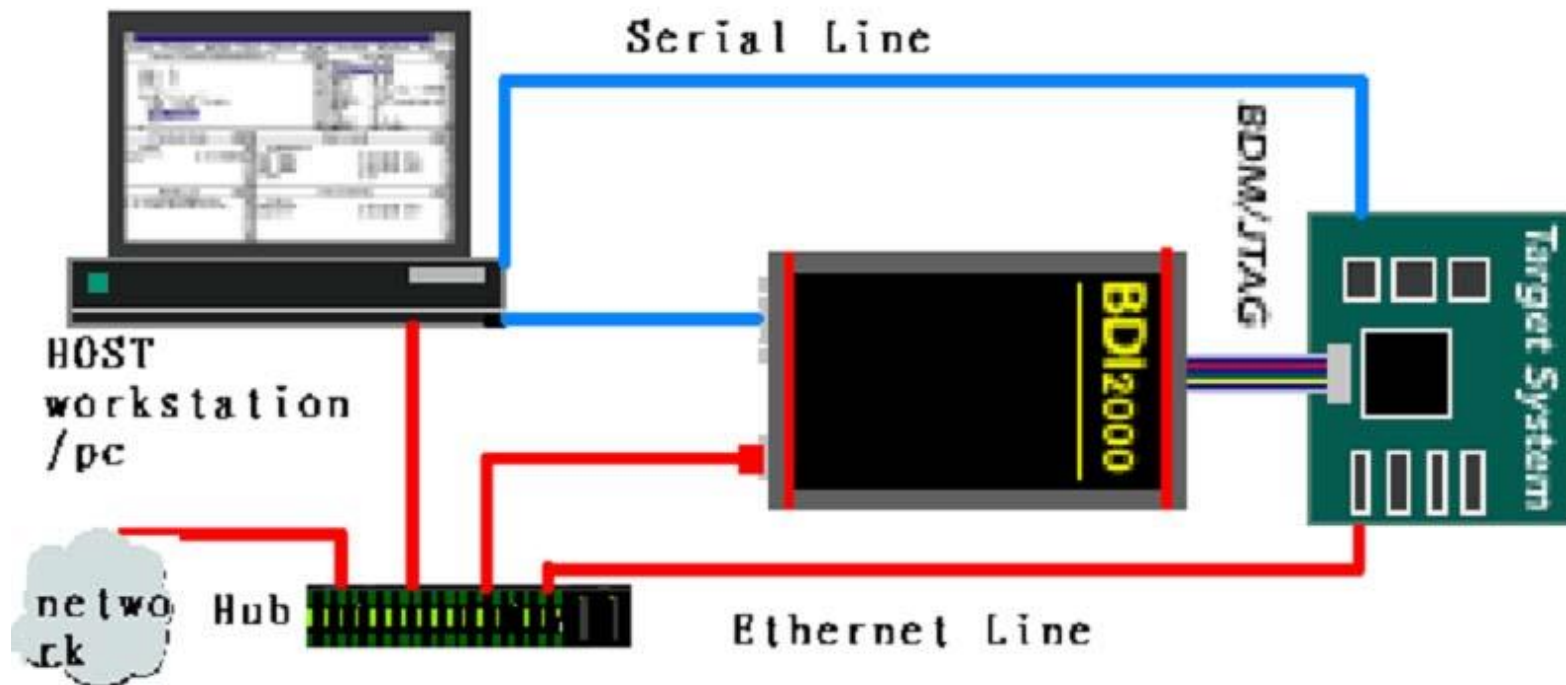 Serial Line
BDM/JTAG
Target System
BDI2000
HOST
workstation
/pc
netwo
rk
Hub
Ethernet Line